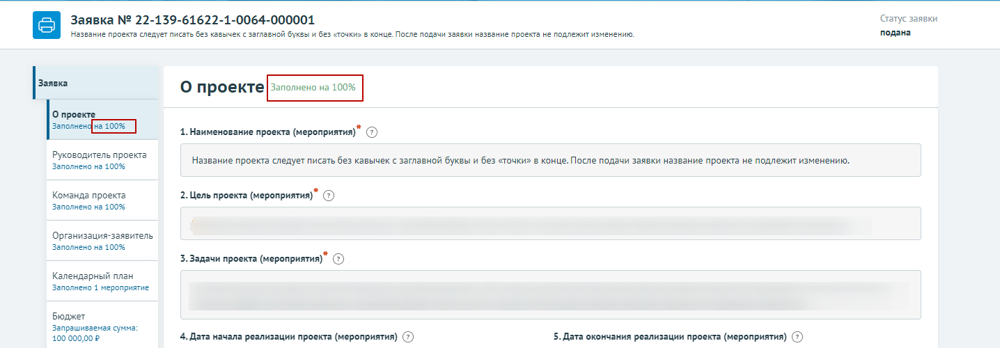 Заявка № 22-139-61622-1-0064-000001
Название проекта следует писать без кавычек с заглавной буквы и без «точки» в конце. После подачи заявки название проекта не подлежит изменению.
Статус заявки
подана
Заявка
О проекте
Заполнено на 100%
Руководитель проекта
Заполнено на 100%
Команда проекта
Заполнено на 100%
Организация-заявитель
Заполнено на 100%
Календарный план
Заполнено 1 мероприятие
Бюджет
Запрашиваемая сумма:
100 000,00 ₽
О проекте Заполнено на 100%
1. Наименование проекта (мероприятия)* ?
Название проекта следует писать без кавычек с заглавной буквы и без «точки» в конце. После подачи заявки название проекта не подлежит изменению.
2. Цель проекта (мероприятия)* ?
3. Задачи проекта (мероприятия)* ?
4. Дата начала реализации проекта (мероприятия) ?
5. Дата окончания реализации проекта (мероприятия) ?